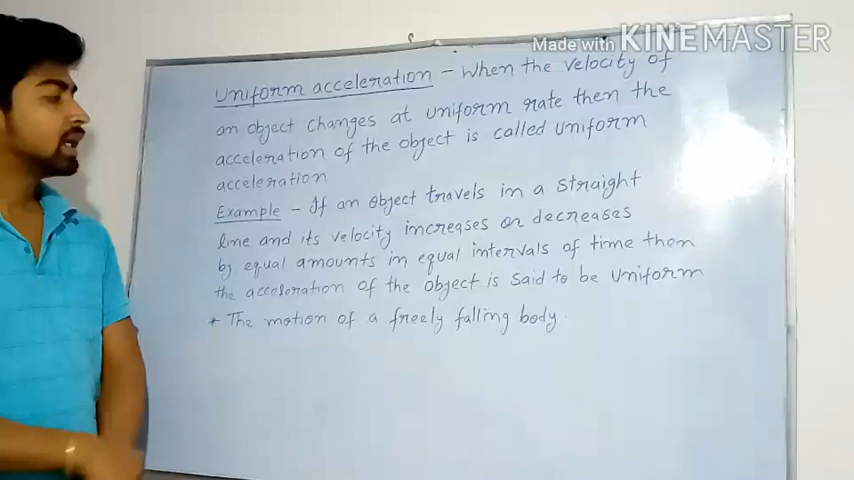 Made with KINEMASTER
Uniform acceleration - When the velocity of
an object changes at uniform rate then the
acceleration of the object is called uniform
acceleration
Example - If an object travels in a straight
line and its velocity increases or decreases
by equal amounts in equal intervals of time then
the acceleration of the object is said to be uniform
* The motion of a freely falling body.